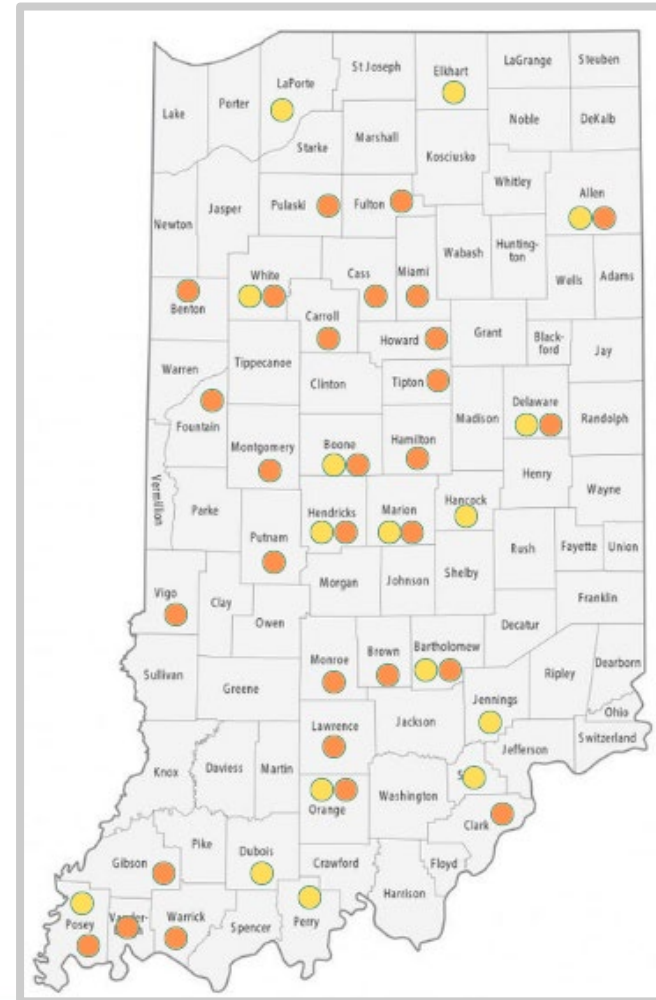 St Joseph
LaGrange
Steuben
Elkhart
LaPorte
Lake
Porter
Noble
DeKalb
Starke
Marshall
Kosciusko
Whitley
Allen
Newton
Jasper
Pulaski
Fulton
Wabash
Hunting-
ton
Wells
Adams
White
Cass
Miami
Benton
Carroll
Howard
Grant
Black-
ford
Jay
Warren
Tippecanoe
Clinton
Tipton
Fountain
Montgomery
Boone
Hamilton
Madison
Delaware
Randolph
Vermillion
Parke
Putnam
Hendricks
Marion
Hancock
Henry
Wayne
Rush
Fayette
Union
Vigo
Clay
Owen
Morgan
Johnson
Shelby
Franklin
Decatur
Sullivan
Greene
Monroe
Brown
Bartholomew
Ripley
Dearborn
Jennings
Ohio
Switzerland
Jefferson
Lawrence
Jackson
Knox
Daviess
Martin
Orange
Washington
Clark
Gibson
Pike
Dubois
Crawford
Floyd
Harrison
Posey
Warrick
Spencer
Perry